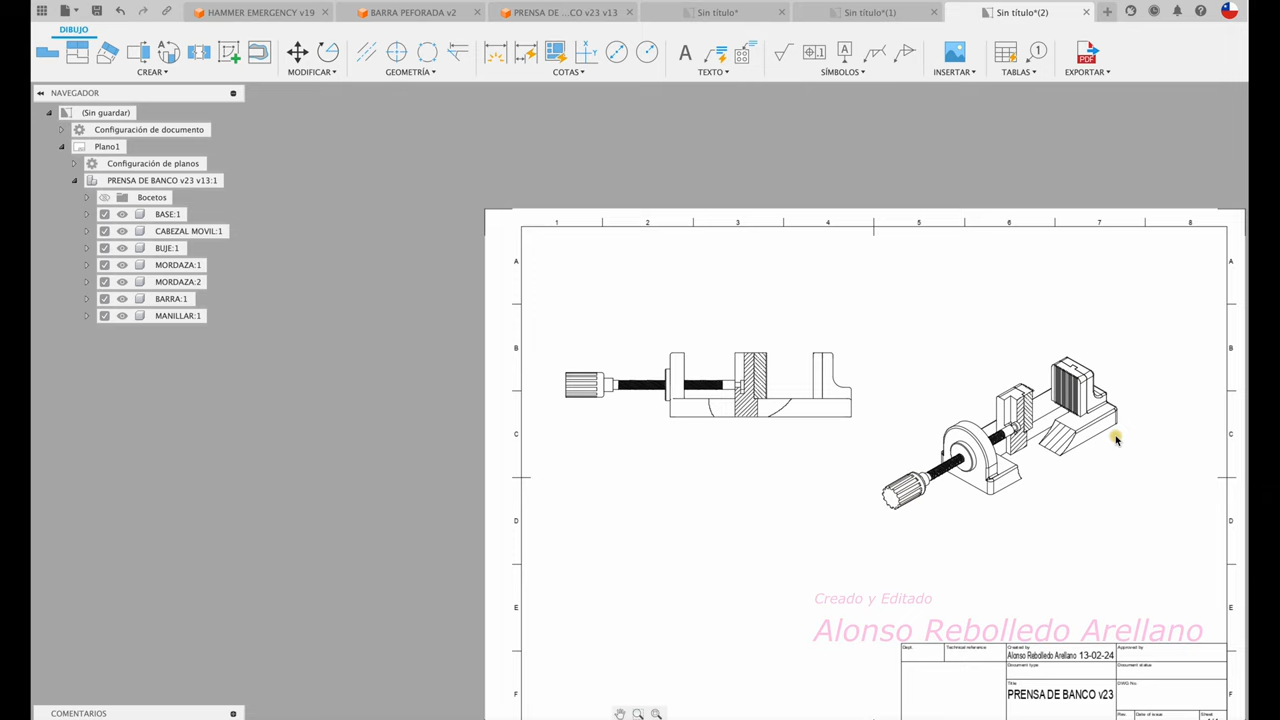 HAMMER EMERGENCY v19
BARRA PEFORADA v2
PRENSA DE ...CO v23 v13
Sin título*
Sin título*(1)
Sin título*(2)
DIBUJO
CREAR
MODIFICAR
GEOMETRÍA
COTAS
TEXTO
SÍMBOLOS
INSERTAR
TABLAS
PDF
EXPORTAR
NAVEGADOR
(Sin guardar)
Configuración de documento
Plano1
Configuración de planos
PRENSA DE BANCO v23 v13:1
Bocetos
BASE:1
CABEZAL MOVIL:1
BUJE:1
MORDAZA:1
MORDAZA:2
BARRA:1
MANILLAR:1
1 2 3 4 5 6 7 8
A A
B B
C C
D D
E E
F F
Creado y Editado
Alonso Rebolledo Arellano
Dept.
Technical reference
Created by
Approved by
Alonso Rebolledo Arellano 13-02-24
Document type
Document status
Title
DWG No.
PRENSA DE BANCO v23
Rev.
Date of issue
Sheet
COMENTARIOS